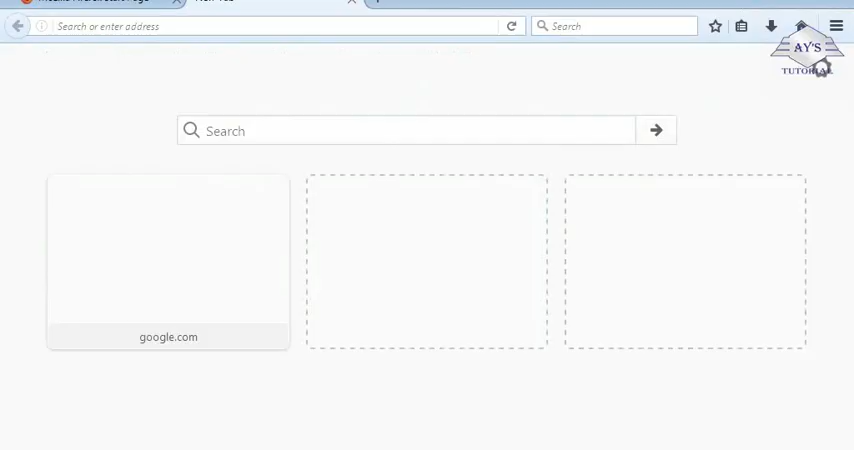 Mozilla Firefox Start Page
New Tab
Search or enter address
Search
AY'S
TUTORIAL
Search
google.com